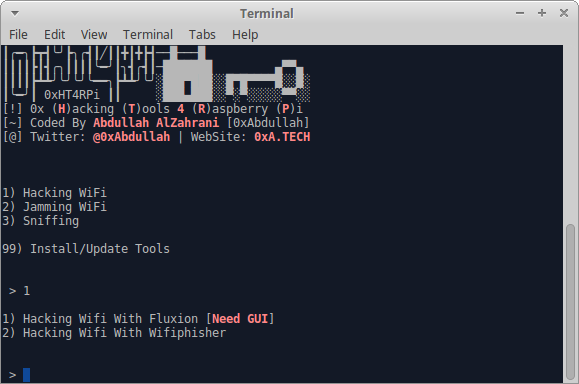 Terminal
File Edit View Terminal Tabs Help
0xHT4RPi
[!] 0x (H)acking (T)ools 4 (R)aspberry (P)i
[~] Coded By Abdullah AlZahrani [0xAbdullah]
[@] Twitter: @0xAbdullah | WebSite: 0xA.TECH
1) Hacking WiFi
2) Jamming WiFi
3) Sniffing
99) Install/Update Tools
> 1
1) Hacking Wifi With Fluxion [Need GUI]
2) Hacking Wifi With Wifiphisher
>